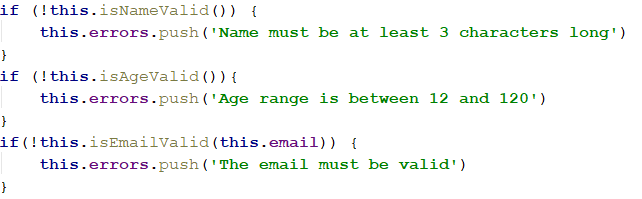 if (!this.isNameValid()) {
    this.errors.push('Name must be at least 3 characters long')
}
if (!this.isAgeValid()){
    this.errors.push('Age range is between 12 and 120')
}
if(!this.isEmailValid(this.email)) {
    this.errors.push('The email must be valid')
}